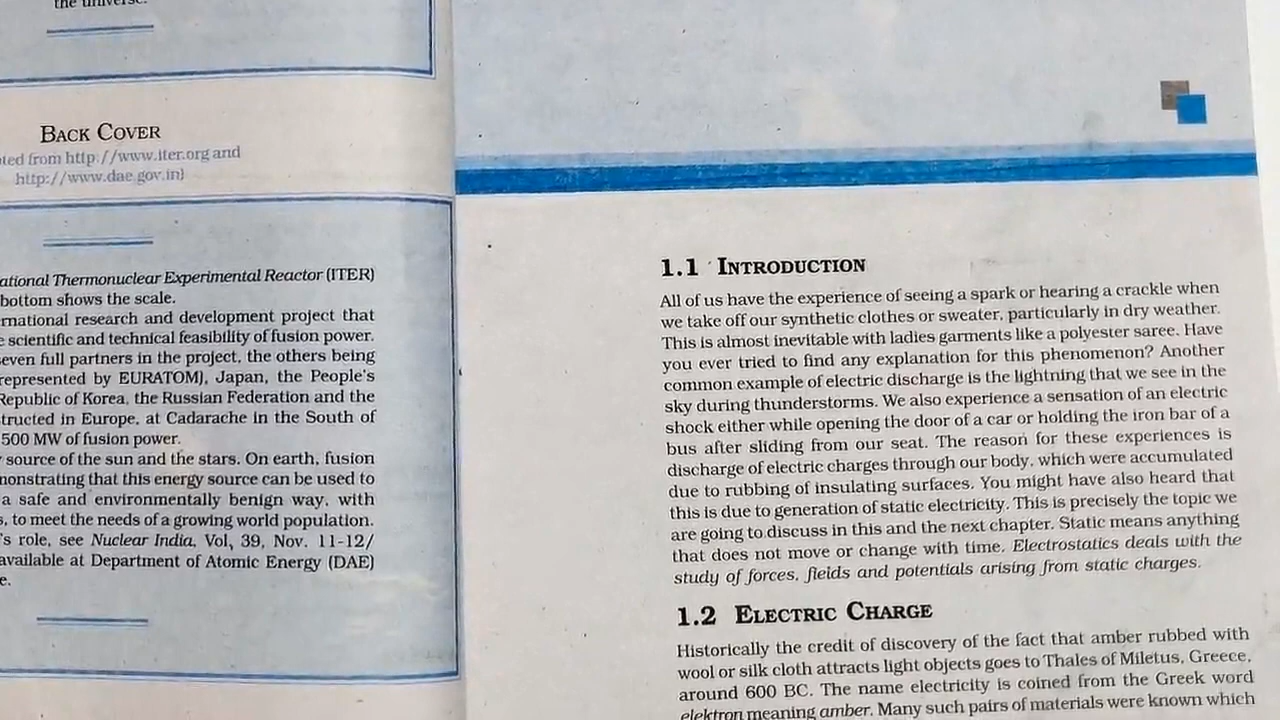 the universe.
BACK COVER
ted from http://www.iter.org and
http://www.dae.gov.in)
ational Thermonuclear Experimental Reactor (ITER)
bottom shows the scale.
rnational research and development project that
e scientific and technical feasibility of fusion power.
even full partners in the project, the others being
represented by EURATOM), Japan, the People's
Republic of Korea, the Russian Federation and the
tructed in Europe, at Cadarache in the South of
500 MW of fusion power.
y source of the sun and the stars. On earth, fusion
monstrating that this energy source can be used to
a safe and environmentally benign way, with
s, to meet the needs of a growing world population.
's role, see Nuclear India, Vol, 39, Nov. 11-12/
available at Department of Atomic Energy (DAE)
e.
1.1 INTRODUCTION
All of us have the experience of seeing a spark or hearing a crackle when
we take off our synthetic clothes or sweater, particularly in dry weather.
This is almost inevitable with ladies garments like a polyester saree. Have
you ever tried to find any explanation for this phenomenon? Another
common example of electric discharge is the lightning that we see in the
sky during thunderstorms. We also experience a sensation of an electric
shock either while opening the door of a car or holding the iron bar of a
bus after sliding from our seat. The reason for these experiences is
discharge of electric charges through our body, which were accumulated
due to rubbing of insulating surfaces. You might have also heard that
this is due to generation of static electricity. This is precisely the topic we
are going to discuss in this and the next chapter. Static means anything
that does not move or change with time. Electrostatics deals with the
study of forces, fields and potentials arising from static charges.
1.2 ELECTRIC CHARGE
Historically the credit of discovery of the fact that amber rubbed with
wool or silk cloth attracts light objects goes to Thales of Miletus, Greece,
around 600 BC. The name electricity is coined from the Greek word
elektron meaning amber. Many such pairs of materials were known which